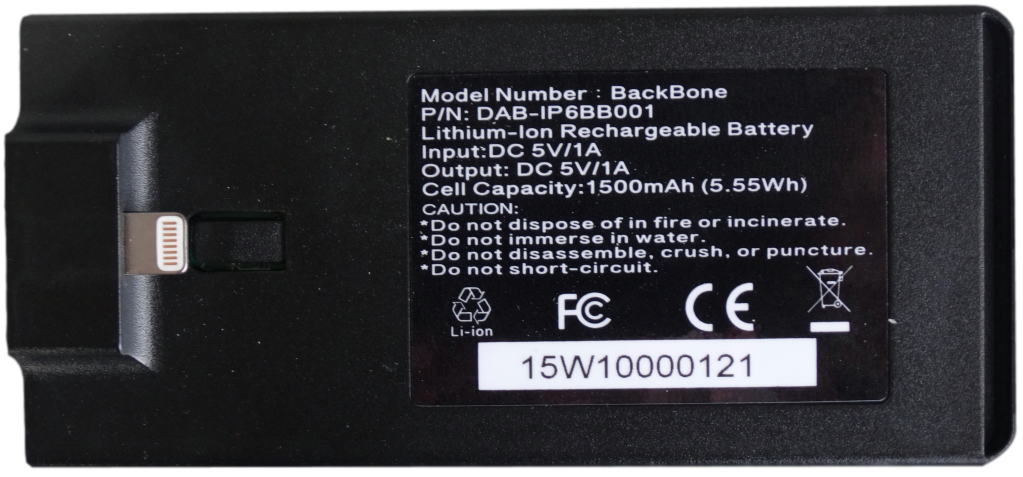 Model Number : BackBone
P/N: DAB-IP6BB001
Lithium-Ion Rechargeable Battery
Input:DC 5V/1A
Output: DC 5V/1A
Cell Capacity:1500mAh (5.55Wh)
CAUTION:
*Do not dispose of in fire or incinerate.
*Do not immerse in water.
*Do not disassemble, crush, or puncture.
*Do not short-circuit.
Li-ion
FC CE
15W10000121